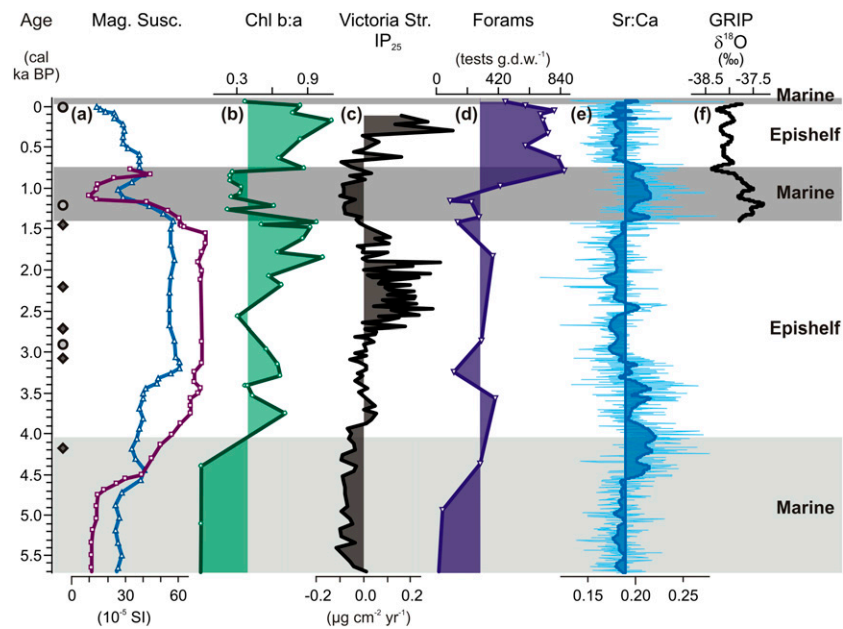 Age Mag. Susc. Chl b:a Victoria Str. Forams Sr:Ca GRIP
(cal IP25 (tests g.d.w.⁻¹) δ¹⁸O
ka BP) 0.3 0.9 0 420 840 (‰)
-38.5 -37.5
Marine
0 (a) (b) (c) (d) (e) (f)
Epishelf
0.5
1.0 Marine
1.5
2.0
2.5 Epishelf
3.0
3.5
4.0
4.5
5.0 Marine
5.5
0 30 60 -0.2 0.0 0.2 0.15 0.20 0.25
(10⁻⁵ SI) (µg cm⁻² yr⁻¹)